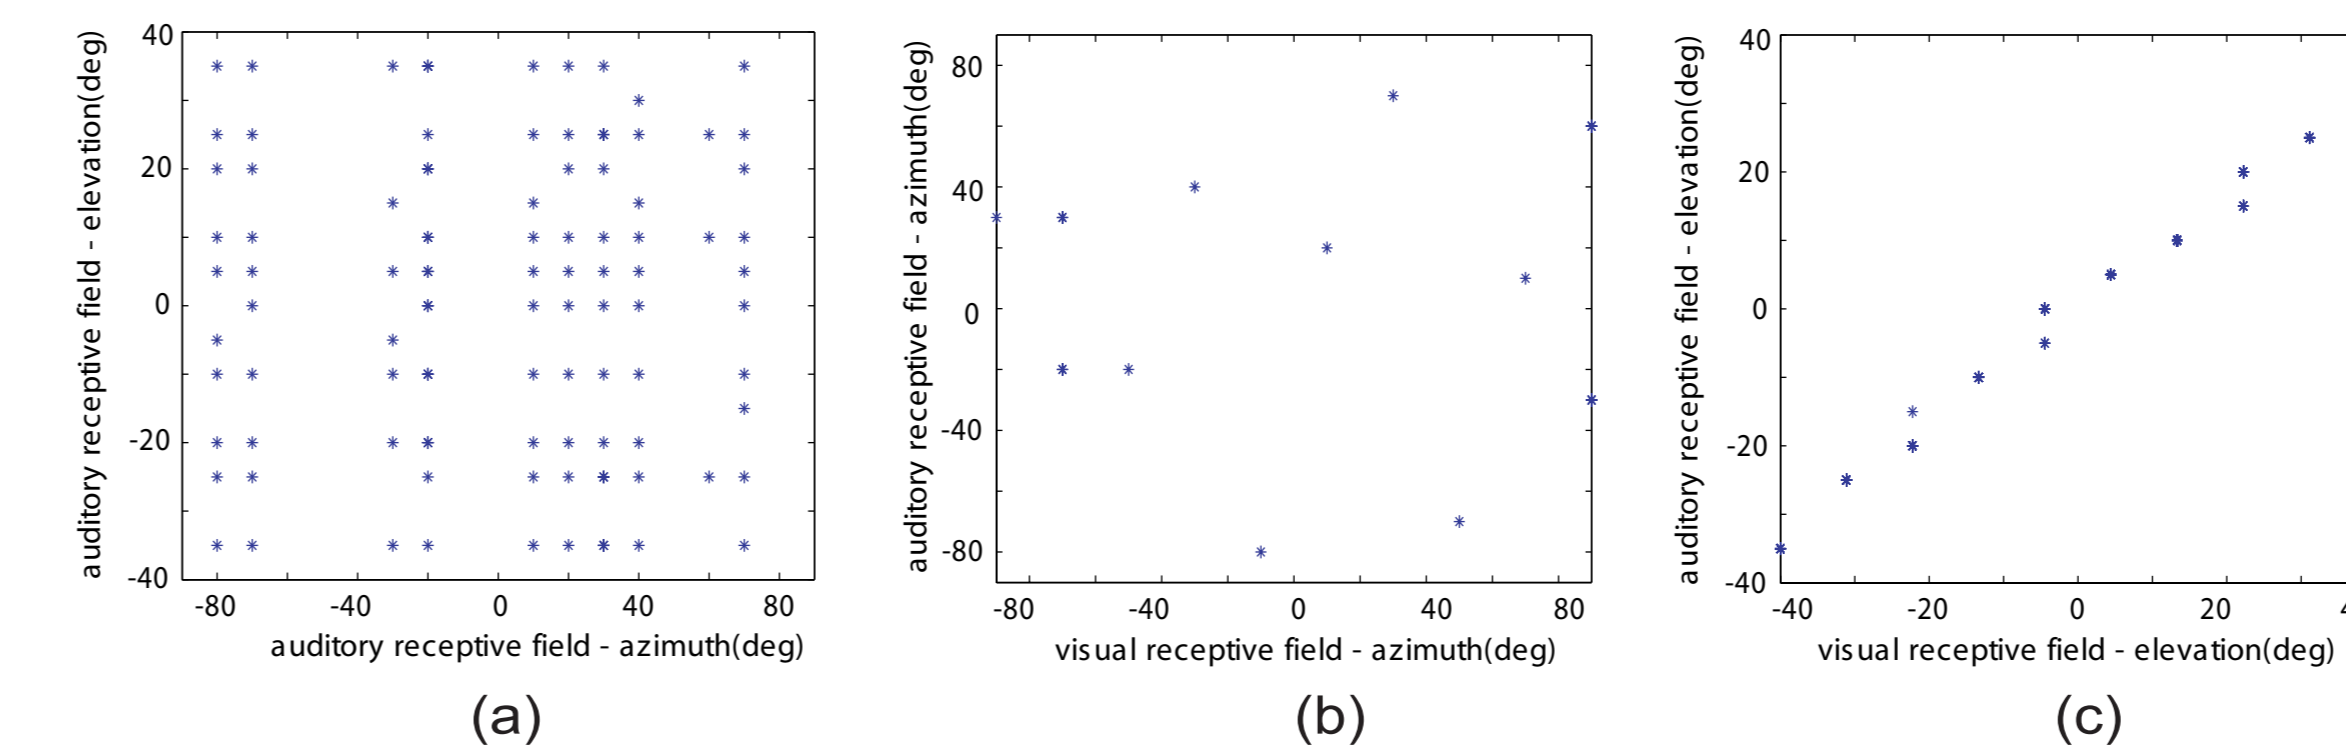 40
20
0
-20
-40
auditory receptive field - elevation(deg)
-80 -40 0 40 80
auditory receptive field - azimuth(deg)
(a)
80
40
0
-40
-80
auditory receptive field - azimuth(deg)
-80 -40 0 40 80
visual receptive field - azimuth(deg)
(b)
40
20
0
-20
-40
auditory receptive field - elevation(deg)
-40 -20 0 20
visual receptive field - elevation(deg)
(c)